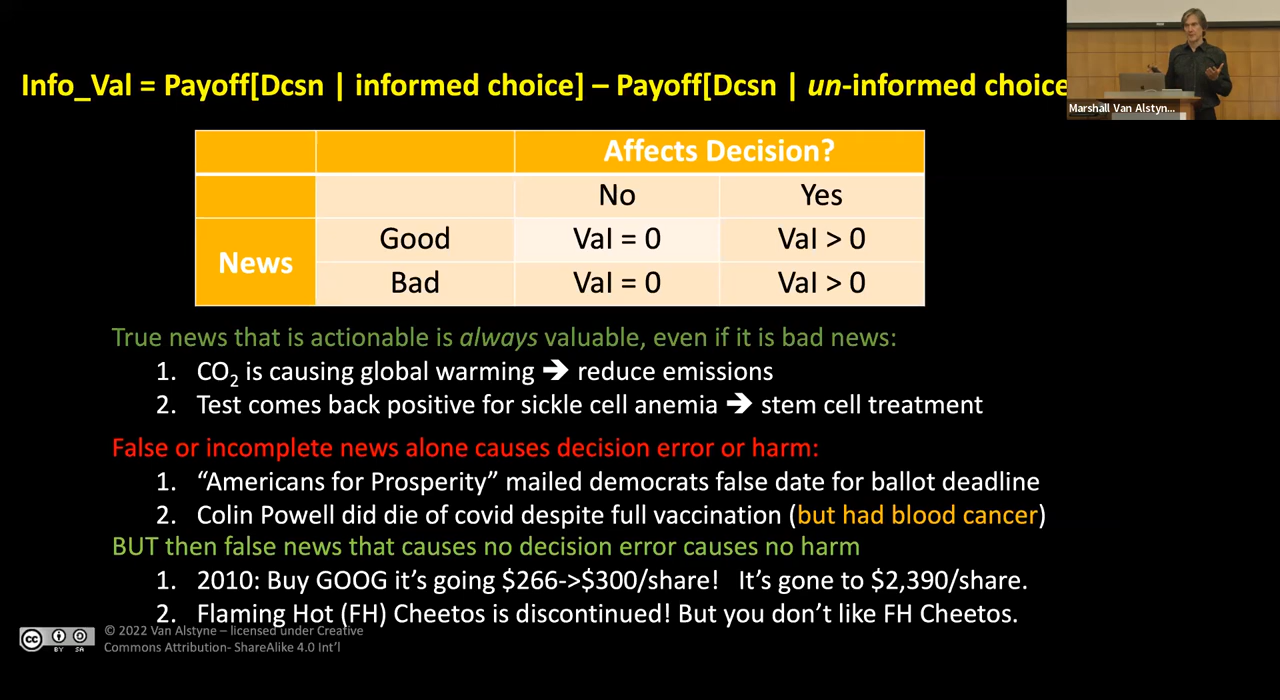 Info_Val = Payoff[Dcsn | informed choice] – Payoff[Dcsn | un-informed choice
Marshall Van Alstyn...
Affects Decision?
No Yes
News
Good Val = 0 Val > 0
Bad Val = 0 Val > 0
True news that is actionable is always valuable, even if it is bad news:
1. CO₂ is causing global warming ➔ reduce emissions
2. Test comes back positive for sickle cell anemia ➔ stem cell treatment
False or incomplete news alone causes decision error or harm:
1. “Americans for Prosperity” mailed democrats false date for ballot deadline
2. Colin Powell did die of covid despite full vaccination (but had blood cancer)
BUT then false news that causes no decision error causes no harm
1. 2010: Buy GOOG it’s going $266->$300/share! It’s gone to $2,390/share.
2. Flaming Hot (FH) Cheetos is discontinued! But you don’t like FH Cheetos.
cc BY SA
© 2022 Van Alstyne – licensed under Creative
Commons Attribution- ShareAlike 4.0 Int’l